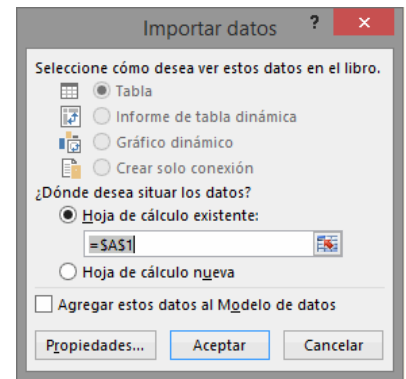 Importar datos ? ×
Seleccione cómo desea ver estos datos en el libro.
Tabla
Informe de tabla dinámica
Gráfico dinámico
Crear solo conexión
¿Dónde desea situar los datos?
Hoja de cálculo existente:
=$A$1
Hoja de cálculo nueva
Agregar estos datos al Modelo de datos
Propiedades... Aceptar Cancelar